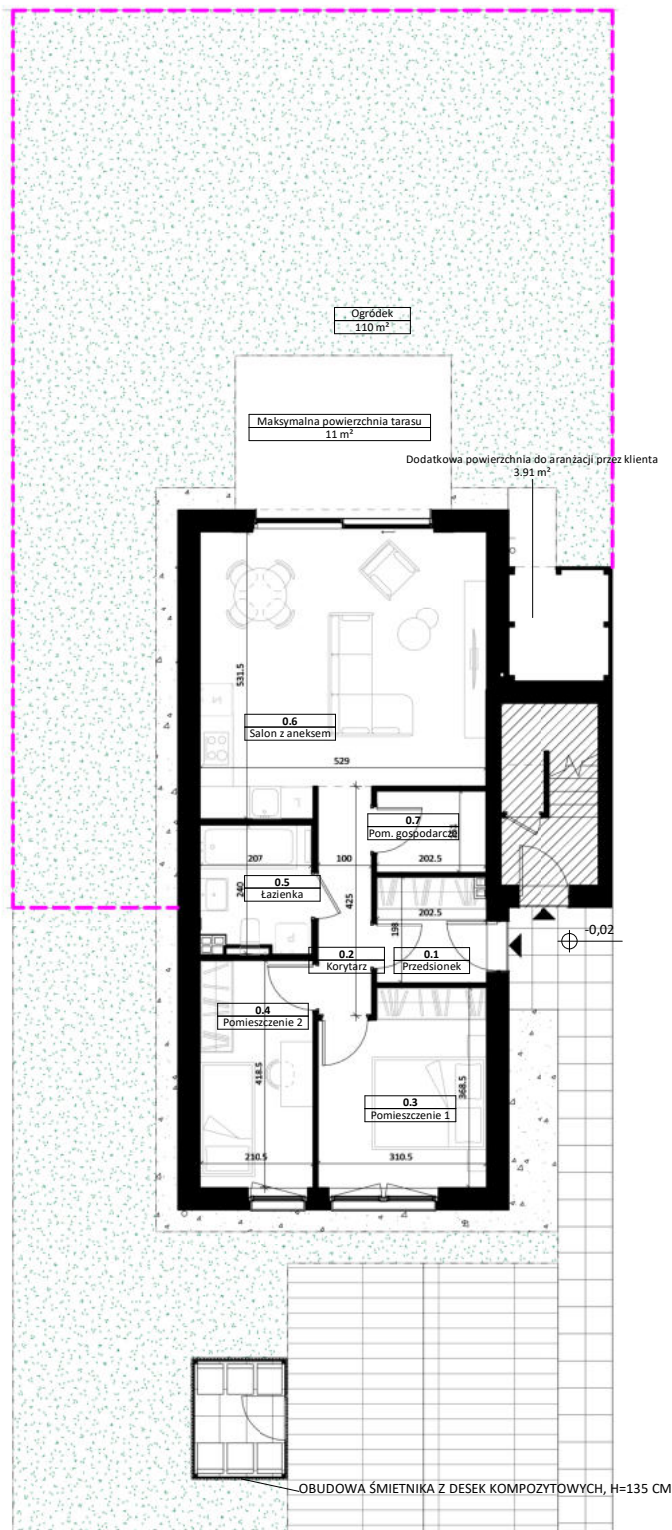 Ogródek
110 m²
Maksymalna powierzchnia tarasu
11 m²
Dodatkowa powierzchnia do aranżacji przez klienta
3.91 m²
531.5
0.6
Salon z aneksem
529
0.7
Pom. gospodarcze
202.5
207
100
240
0.5
Łazienka
425
202.5
198
0.2
Korytarz
0.1
Przedsionek
-0,02
0.4
Pomieszczenie 2
418.5
0.3
Pomieszczenie 1
368.5
210.5
310.5
OBUDOWA ŚMIETNIKA Z DESEK KOMPOZYTOWYCH, H=135 CM